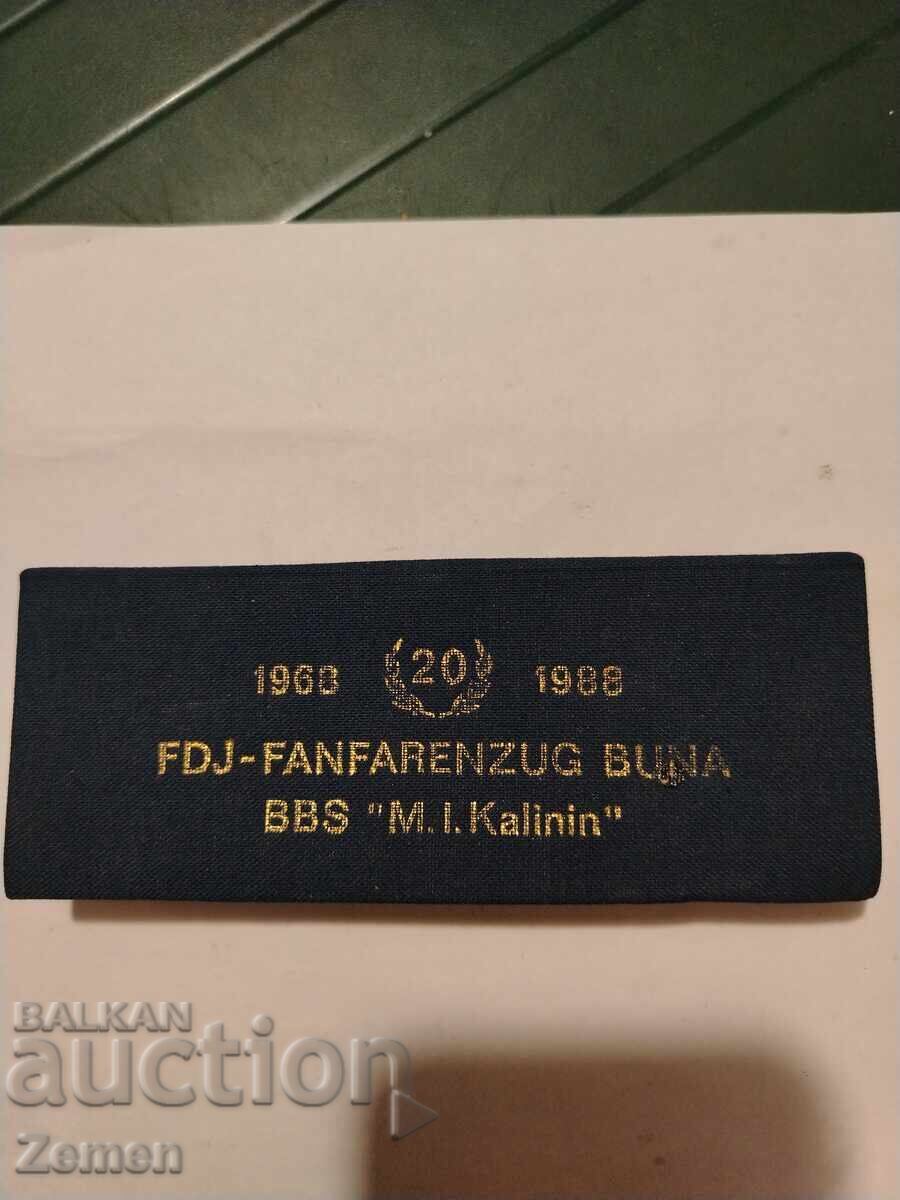 1968 20 1988
FDJ-FANFARENZUG BUNA
BBS "M.I.Kalinin"
BALKAN
auction
Zemen